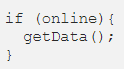 if (online){
  getData();
}